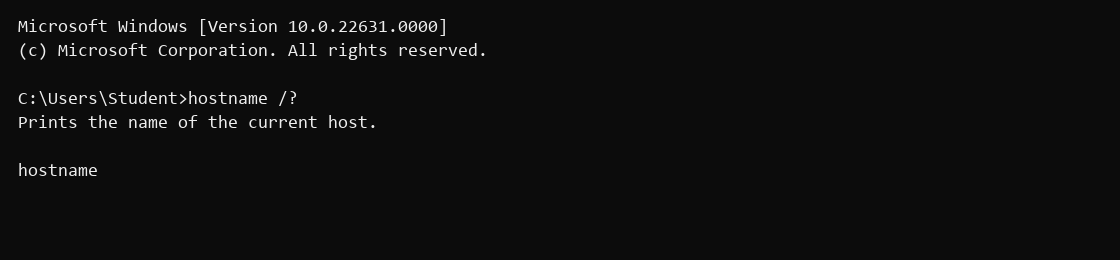 Microsoft Windows [Version 10.0.22631.0000]
(c) Microsoft Corporation. All rights reserved.
C:\Users\Student>hostname /?
Prints the name of the current host.
hostname